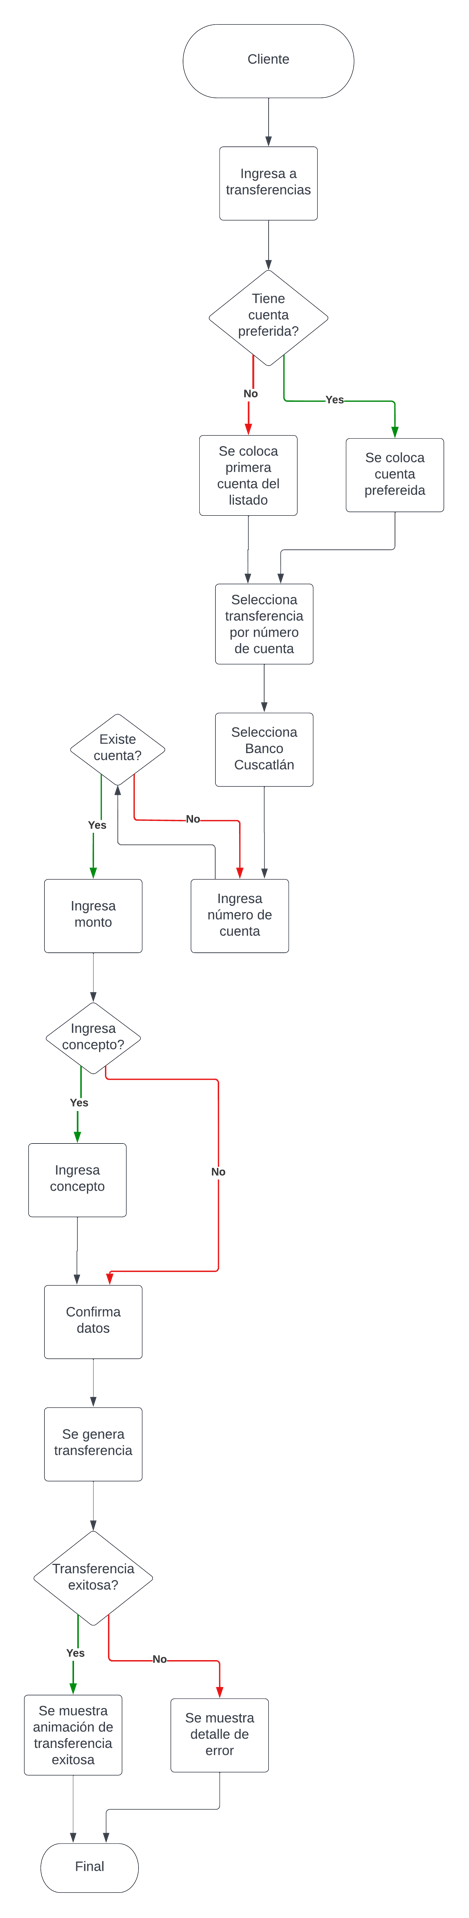 Cliente
Ingresa a
transferencias
Tiene
cuenta
preferida?
No
Yes
Se coloca
primera
cuenta del
listado
Se coloca
cuenta
prefereida
Selecciona
transferencia
por número
de cuenta
Selecciona
Banco
Cuscatlán
Existe
cuenta?
Yes
No
Ingresa
número de
cuenta
Ingresa
monto
Ingresa
concepto?
Yes
No
Ingresa
concepto
Confirma
datos
Se genera
transferencia
Transferencia
exitosa?
Yes
No
Se muestra
animación de
transferencia
exitosa
Se muestra
detalle de
error
Final